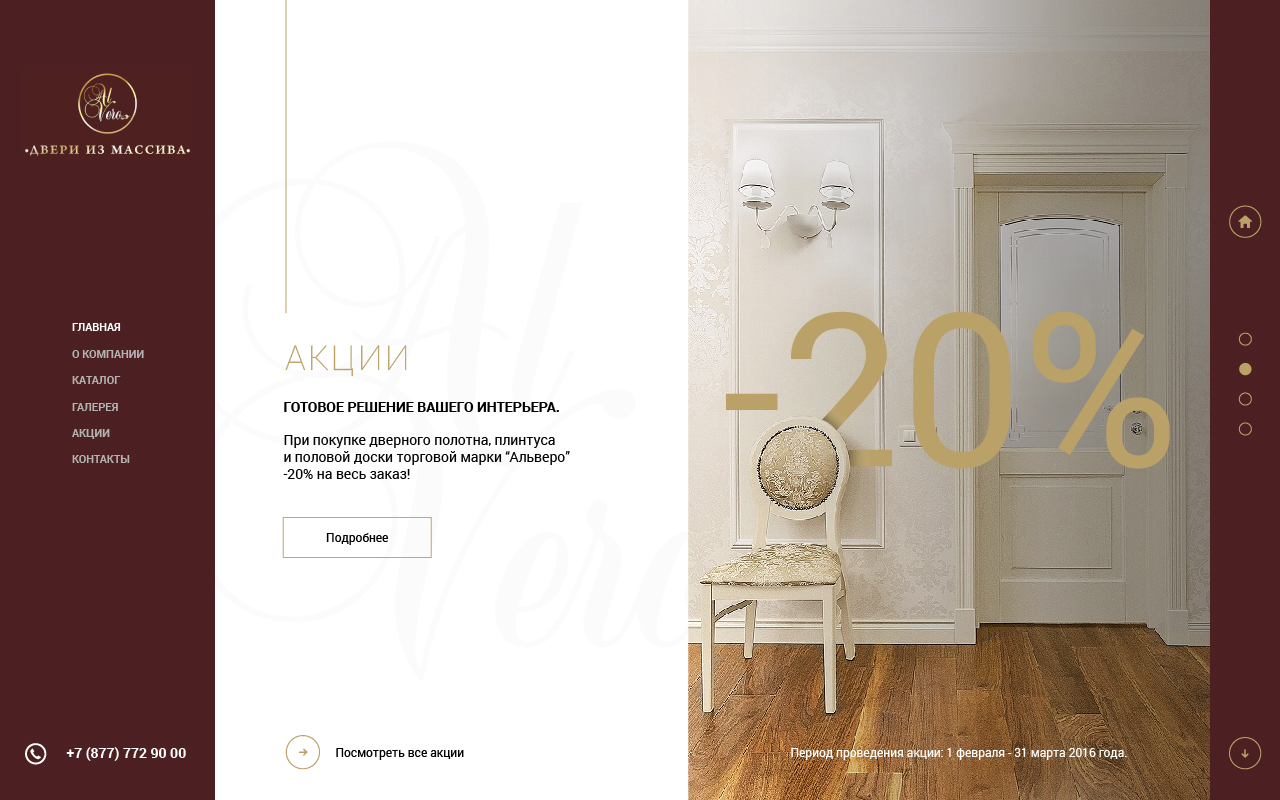 Al
Vero
•ДВЕРИ ИЗ МАССИВА•
ГЛАВНАЯ
О КОМПАНИИ
КАТАЛОГ
ГАЛЕРЕЯ
АКЦИИ
КОНТАКТЫ
+7 (877) 772 90 00
Al
Vero
АКЦИИ
ГОТОВОЕ РЕШЕНИЕ ВАШЕГО ИНТЕРЬЕРА.
При покупке дверного полотна, плинтуса
и половой доски торговой марки “Альверо”
-20% на весь заказ!
Подробнее
Посмотреть все акции
-20%
Период проведения акции: 1 февраля - 31 марта 2016 года.